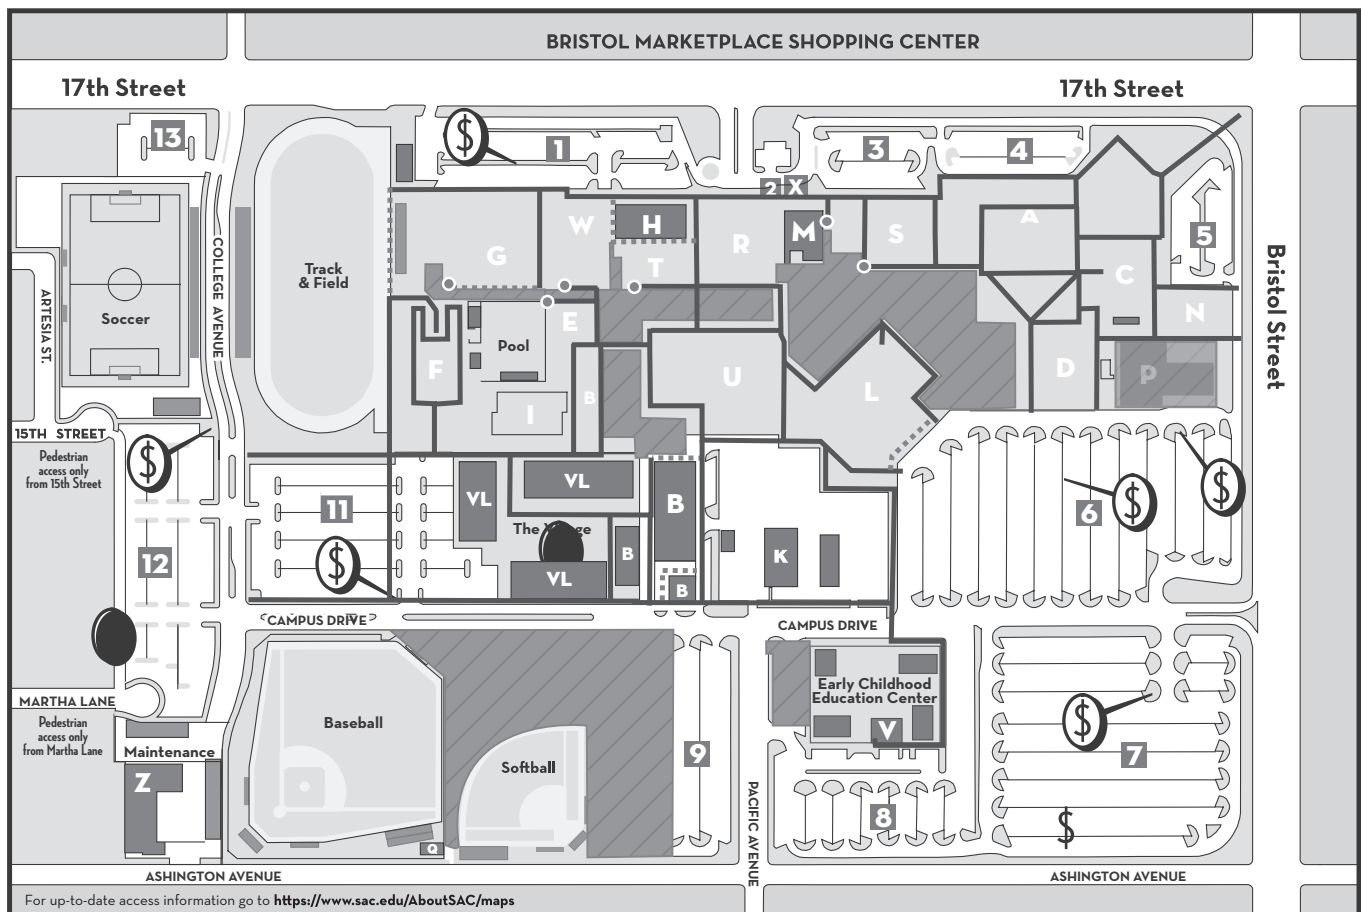 BRISTOL MARKETPLACE SHOPPING CENTER
17th Street
17th Street
13
$
1
3
4
2
X
A
5
H
W
M
S
R
G
T
C
N
Track
& Field
COLLEGE AVENUE
Bristol Street
ARTESIA ST.
Soccer
E
Pool
F
U
D
P
L
B
I
15TH STREET
Pedestrian
access only
from 15th Street
$
VL
VL
$
$
11
B
6
The
VL
B
K
12
$
B
CAMPUS DRIVE
CAMPUS DRIVE
MARTHA LANE
Pedestrian
access only
from Martha Lane
Early Childhood
Education Center
V
Baseball
$
Maintenance
Z
9
7
Softball
PACIFIC AVENUE
8
$
Q
ASHINGTON AVENUE
ASHINGTON AVENUE
For up-to-date access information go to https://www.sac.edu/AboutSAC/maps